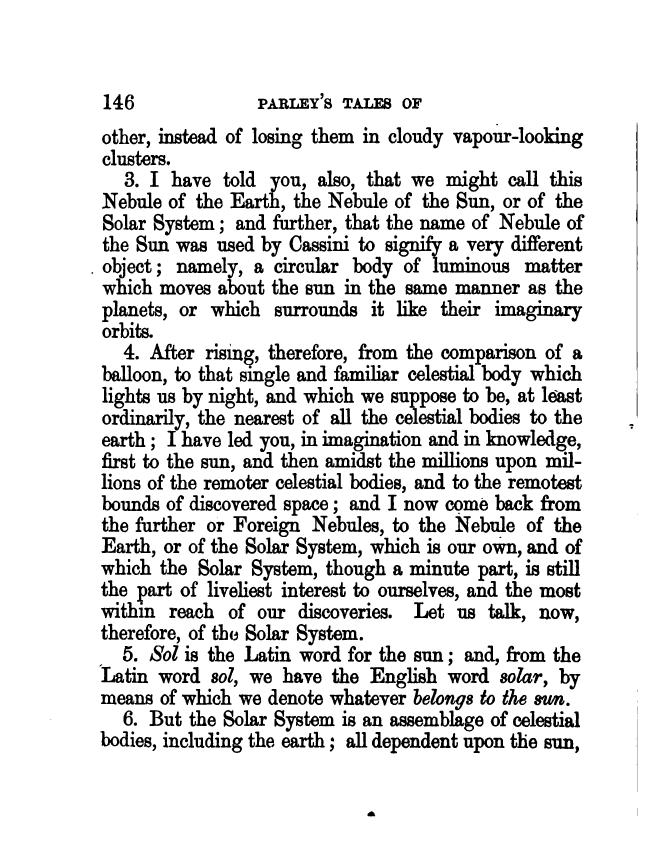 146 PARLEY'S TALES OF
other, instead of losing them in cloudy vapour-looking
clusters.
3. I have told you, also, that we might call this
Nebule of the Earth, the Nebule of the Sun, or of the
Solar System; and further, that the name of Nebule of
the Sun was used by Cassini to signify a very different
object; namely, a circular body of luminous matter
which moves about the sun in the same manner as the
planets, or which surrounds it like their imaginary
orbits.
4. After rising, therefore, from the comparison of a
balloon, to that single and familiar celestial body which
lights us by night, and which we suppose to be, at least
ordinarily, the nearest of all the celestial bodies to the
earth; I have led you, in imagination and in knowledge,
first to the sun, and then amidst the millions upon mil-
lions of the remoter celestial bodies, and to the remotest
bounds of discovered space; and I now come back from
the further or Foreign Nebules, to the Nebule of the
Earth, or of the Solar System, which is our own, and of
which the Solar System, though a minute part, is still
the part of liveliest interest to ourselves, and the most
within reach of our discoveries. Let us talk, now,
therefore, of the Solar System.
5. Sol is the Latin word for the sun; and, from the
Latin word sol, we have the English word solar, by
means of which we denote whatever belongs to the sun.
6. But the Solar System is an assemblage of celestial
bodies, including the earth; all dependent upon the sun,